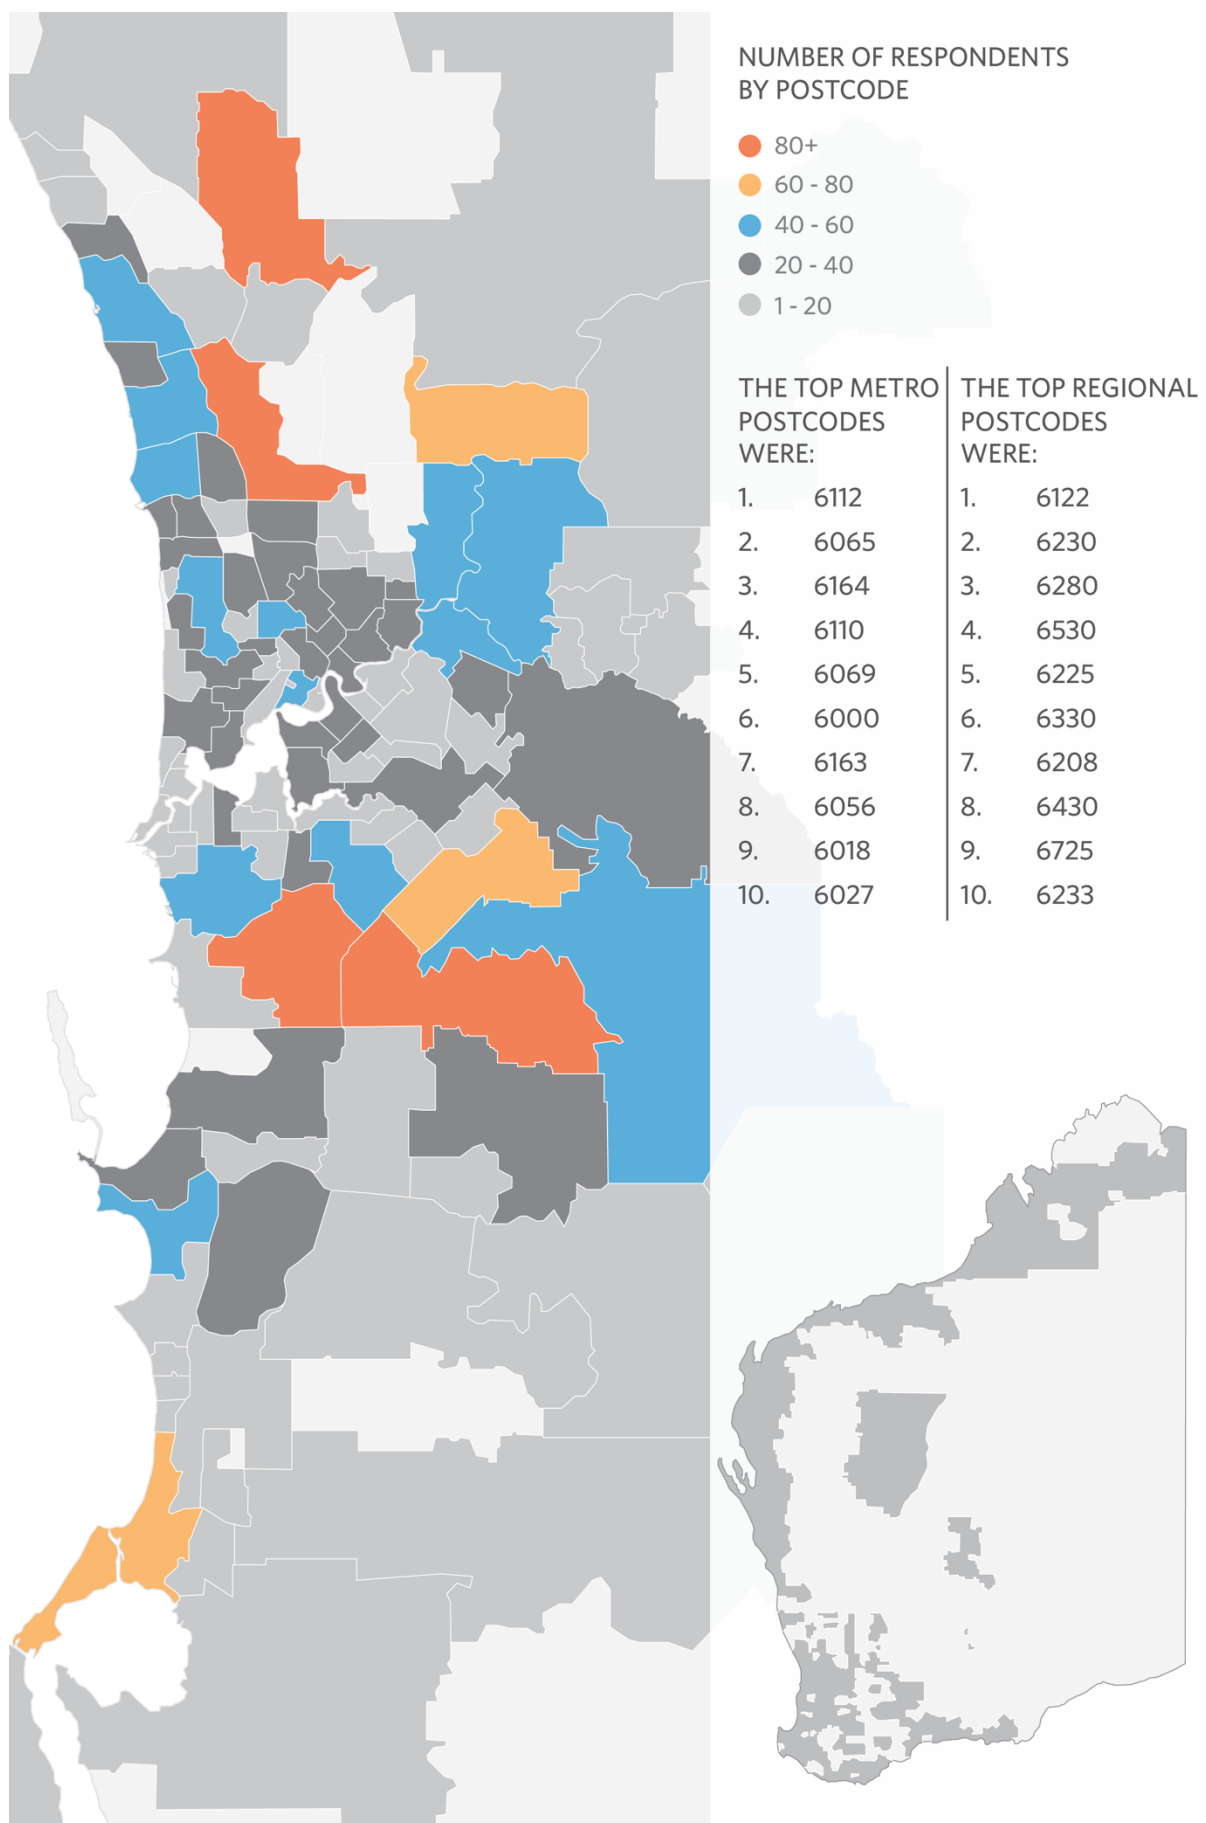 NUMBER OF RESPONDENTS
BY POSTCODE
80+
60 - 80
40 - 60
20 - 40
1 - 20
THE TOP METRO
POSTCODES
WERE:
1. 6112
2. 6065
3. 6164
4. 6110
5. 6069
6. 6000
7. 6163
8. 6056
9. 6018
10. 6027
THE TOP REGIONAL
POSTCODES
WERE:
1. 6122
2. 6230
3. 6280
4. 6530
5. 6225
6. 6330
7. 6208
8. 6430
9. 6725
10. 6233